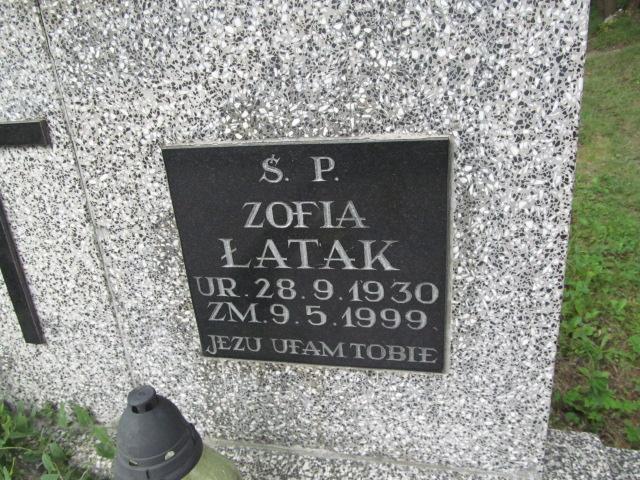 Ś. P.
ZOFIA
ŁATAK
UR. 28.9.1930
ZM. 9.5.1999.
JEZU UFAM TOBIE